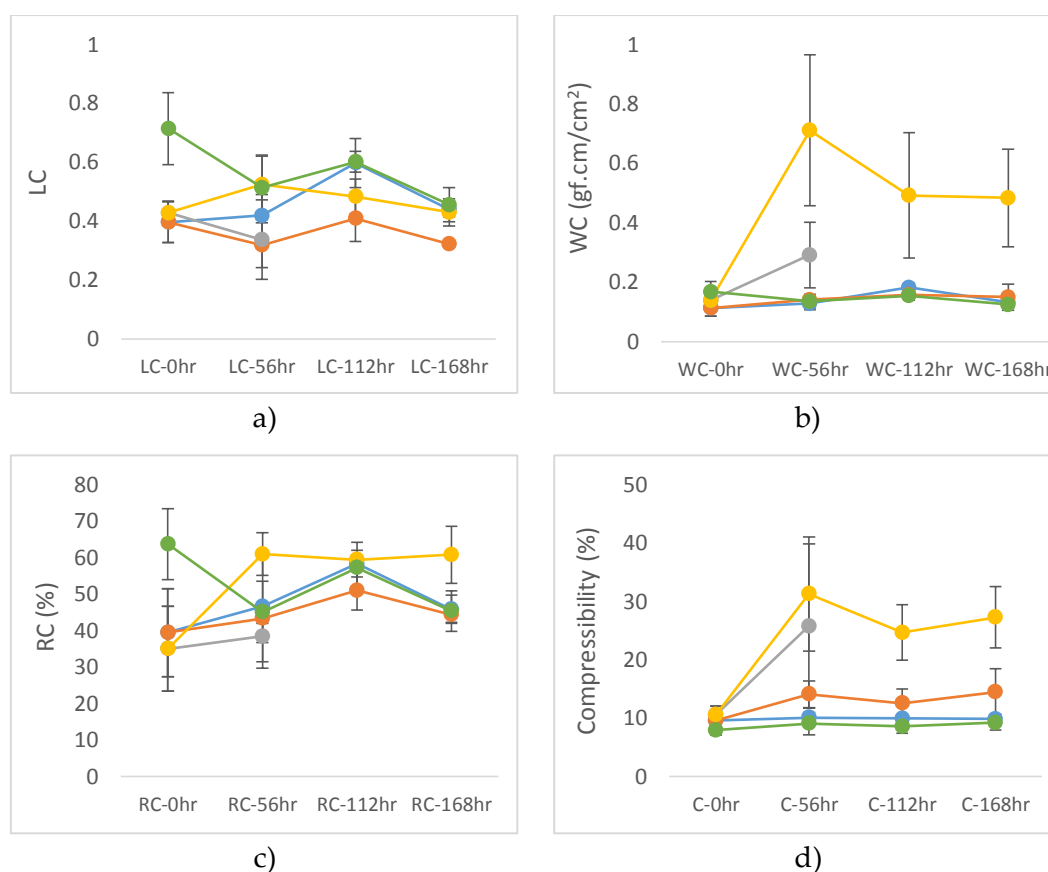 LC
1
0.8
0.6
0.4
0.2
0
LC-0hr LC-56hr LC-112hr LC-168hr
a)
WC (gf.cm/cm²)
1
0.8
0.6
0.4
0.2
0
WC-0hr WC-56hr WC-112hr WC-168hr
b)
RC (%)
80
70
60
50
40
30
20
10
0
RC-0hr RC-56hr RC-112hr RC-168hr
c)
Compressibility (%)
50
40
30
20
10
0
C-0hr C-56hr C-112hr C-168hr
d)